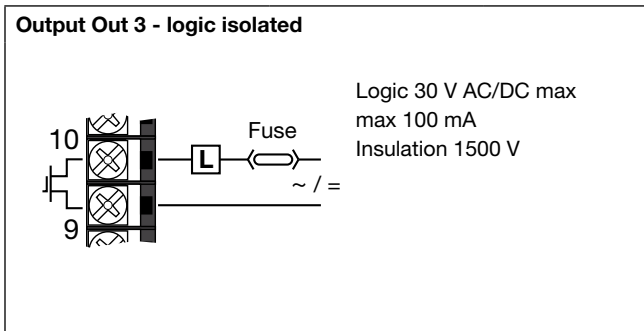 Output Out 3 - logic isolated
Logic 30 V AC/DC max
max 100 mA
Insulation 1500 V
10
Fuse
L
~ / =
9